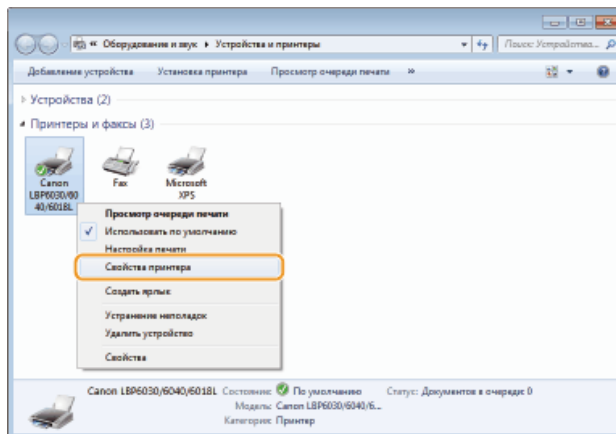 « Оборудование и звук ▸ Устройства и принтеры
Поиск: Устройства...
Добавление устройства Установка принтера Просмотр очереди печати »
Устройства (2)
Принтеры и факсы (3)
Canon LBP6030/6040/6018L
Fax
Microsoft XPS
Просмотр очереди печати
Использовать по умолчанию
Настройка печати
Свойства принтера
Создать ярлык
Устранение неполадок
Удалить устройство
Свойства
Canon LBP6030/6040/6018L Состояние: По умолчанию Статус: Документов в очереди: 0
Модель: Canon LBP6030/6040/6...
Категория: Принтер